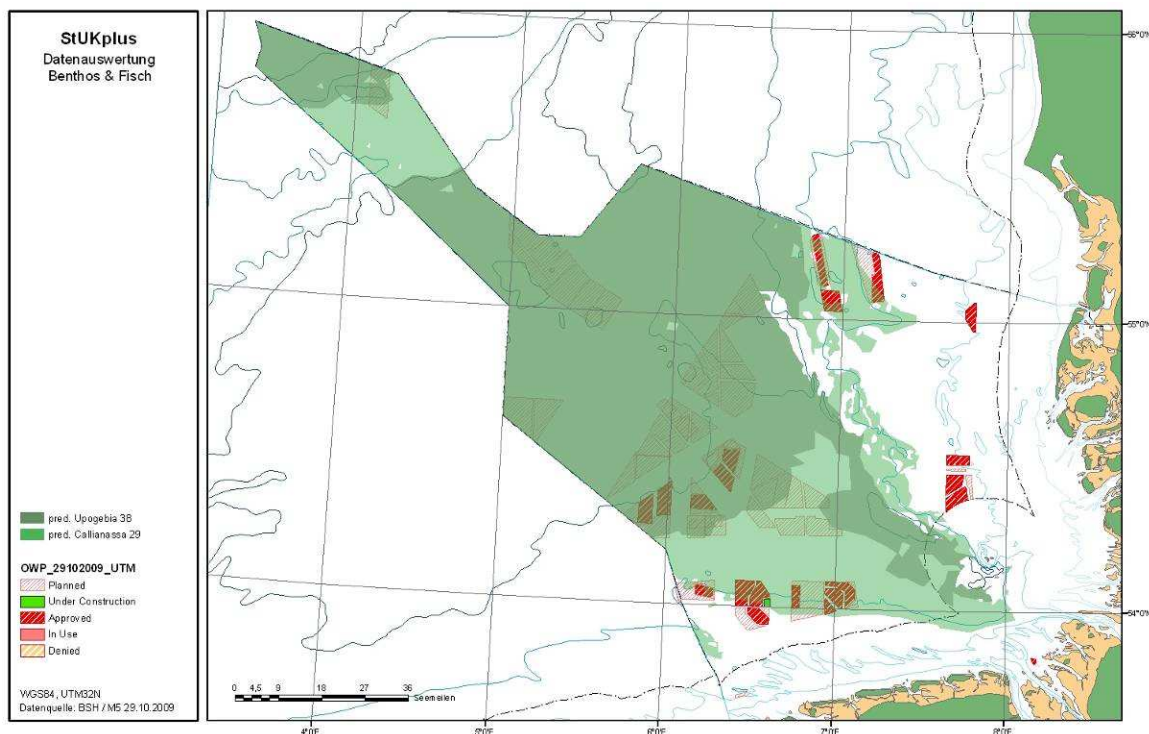 StUKplus
Datenauswertung
Benthos & Fisch
pred. Upogebia 38
pred. Callianassa 29
OWP_29102009_UTM
Planned
Under Construction
Approved
In Use
Denied
WGS84, UTM32N
Datenquelle: BSH / M5 29.10.2009
0 4,5 9 18 27 36
Seemeilen
56°0'N
55°0'N
54°0'N
4°0'E 5°0'E 6°0'E 7°0'E 8°0'E